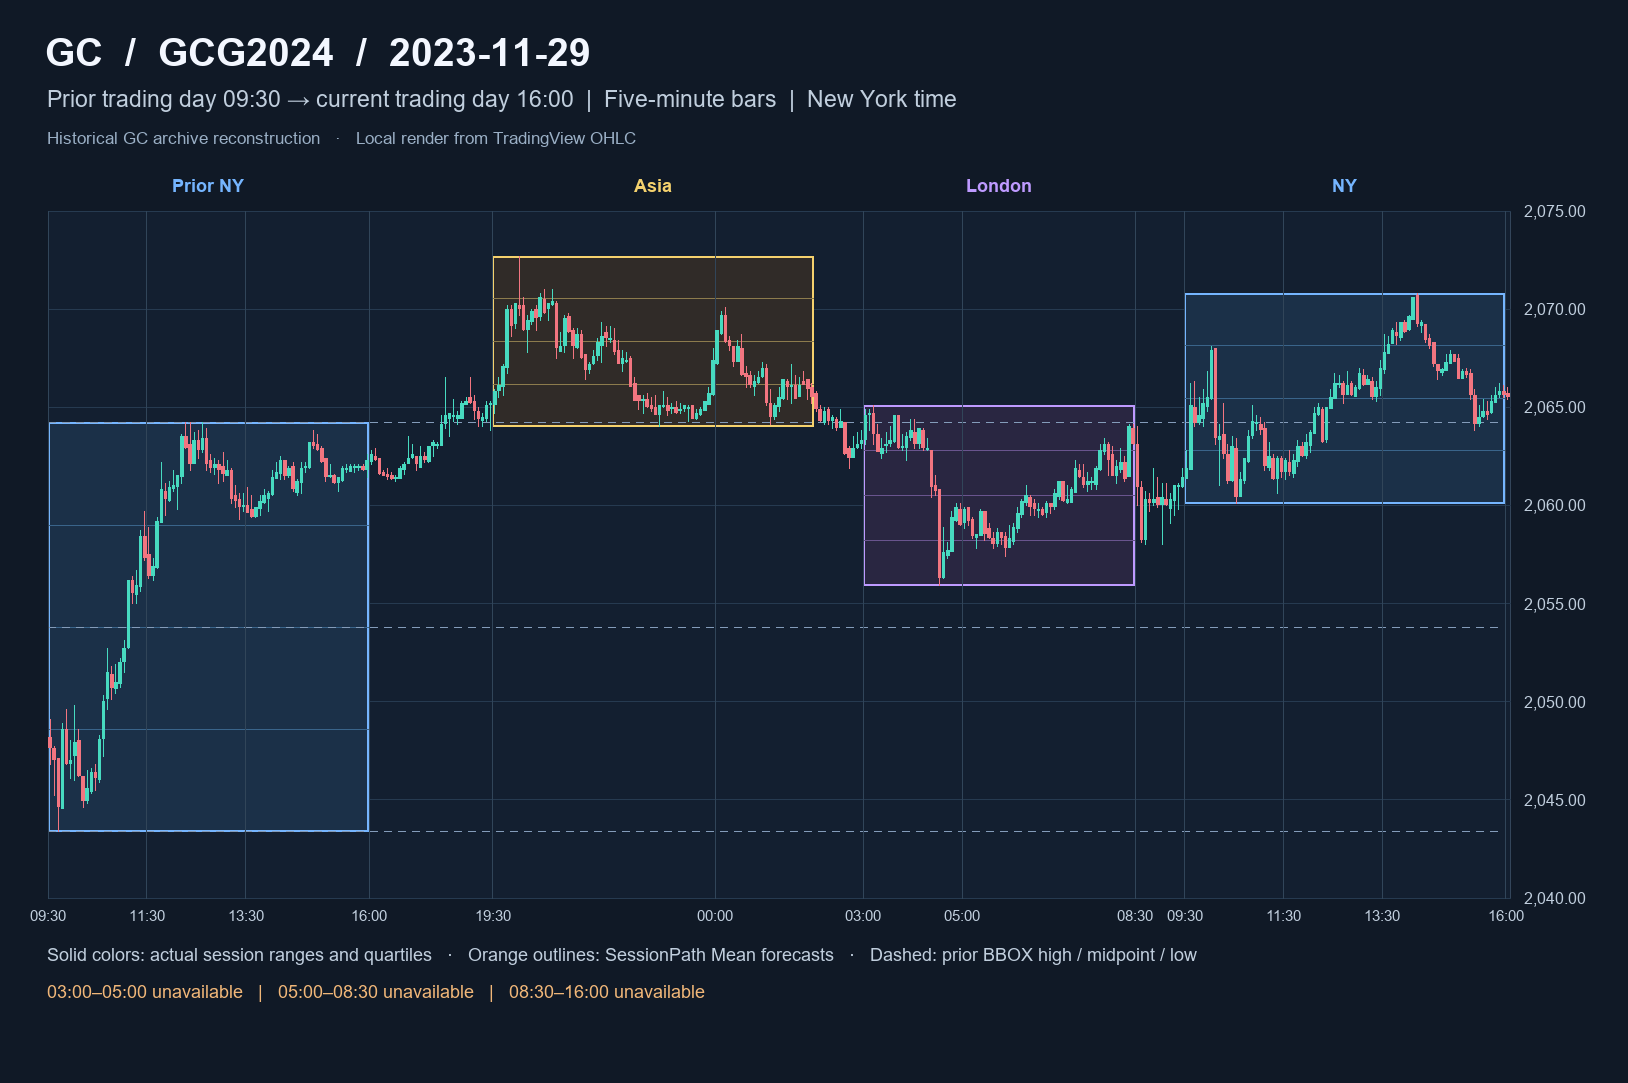 GC / GCG2024 / 2023-11-29
Prior trading day 09:30 → current trading day 16:00 | Five-minute bars | New York time
Historical GC archive reconstruction · Local render from TradingView OHLC
Prior NY Asia London NY
2,075.00
2,070.00
2,065.00
2,060.00
2,055.00
2,050.00
2,045.00
2,040.00
09:30 11:30 13:30 16:00 19:30 00:00 03:00 05:00 08:30 09:30 11:30 13:30 16:00
Solid colors: actual session ranges and quartiles · Orange outlines: SessionPath Mean forecasts · Dashed: prior BBOX high / midpoint / low
03:00–05:00 unavailable | 05:00–08:30 unavailable | 08:30–16:00 unavailable